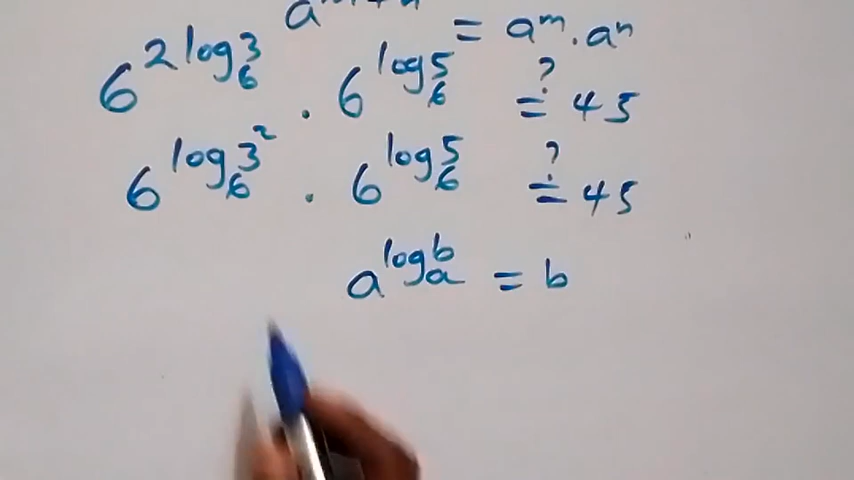 a^{m+n} = a^m . a^n
6^{2 log_6 3} . 6^{log_6 5} ≟ 45
6^{log_6 3^2} . 6^{log_6 5} ≟ 45
a^{log_a b} = b